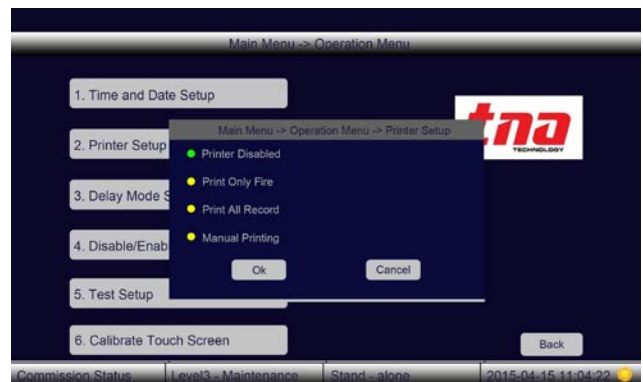 Main Menu -> Operation Menu
1. Time and Date Setup
tna
TECHNOLOGY
2. Printer Setup
Main Menu -> Operation Menu -> Printer Setup
Printer Disabled
Print Only Fire
3. Delay Mode S
Print All Record
Manual Printing
4. Disable/Enab
Ok
Cancel
5. Test Setup
6. Calibrate Touch Screen
Back
Commission Status
Level3 - Maintenance
Stand - alone
2015-04-15 11:04:22